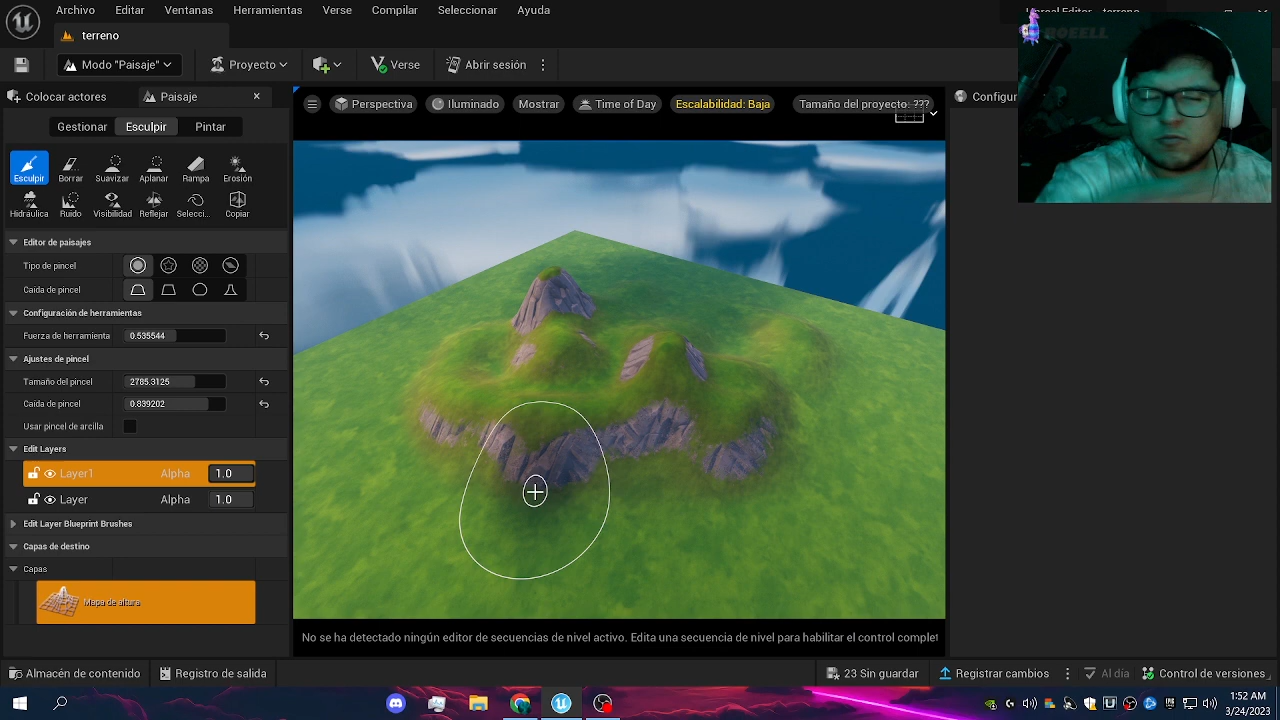 Archivo Editar Ventanas Herramientas Verse Compilar Seleccionar Ayuda
terreno
Modo "Paisaje" Proyecto Verse Abrir sesión
Colocar actores Paisaje
Gestionar Esculpir Pintar
Esculpir Borrar Suavizar Aplanar Rampa Erosión
Hidráulica Ruido Visibilidad Reflejar Selecci... Copiar
Editor de paisajes
Tipo de pincel
Caída de pincel
Configuración de herramientas
Fuerza de herramienta 0.535544
Ajustes de pincel
Tamaño del pincel 2785.3125
Caída de pincel 0.839202
Usar pincel de arcilla
Edit Layers
Layer1 Alpha 1.0
Layer Alpha 1.0
Edit Layer Blueprint Brushes
Capas de destino
Capas
Mapa de altura
Perspectiva Iluminado Mostrar Time of Day Escalabilidad: Baja Tamaño del proyecto: ???
Configur
No se ha detectado ningún editor de secuencias de nivel activo. Edita una secuencia de nivel para habilitar el control complet
Almacén de contenido Registro de salida 23 Sin guardar Registrar cambios Al día Control de versiones
1:52 AM
3/24/2023